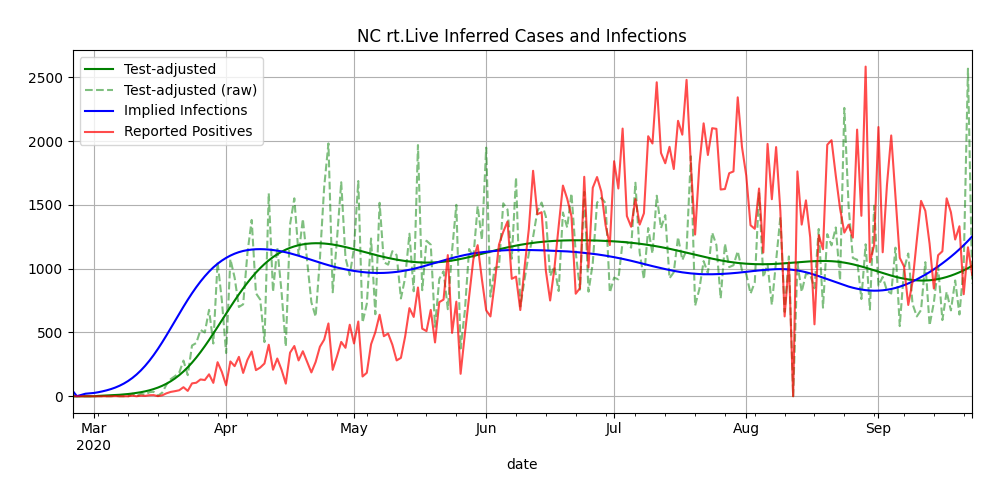 NC rt.Live Inferred Cases and Infections
Test-adjusted
Test-adjusted (raw)
Implied Infections
Reported Positives
2500
2000
1500
1000
500
0
Mar Apr May Jun Jul Aug Sep
2020
date